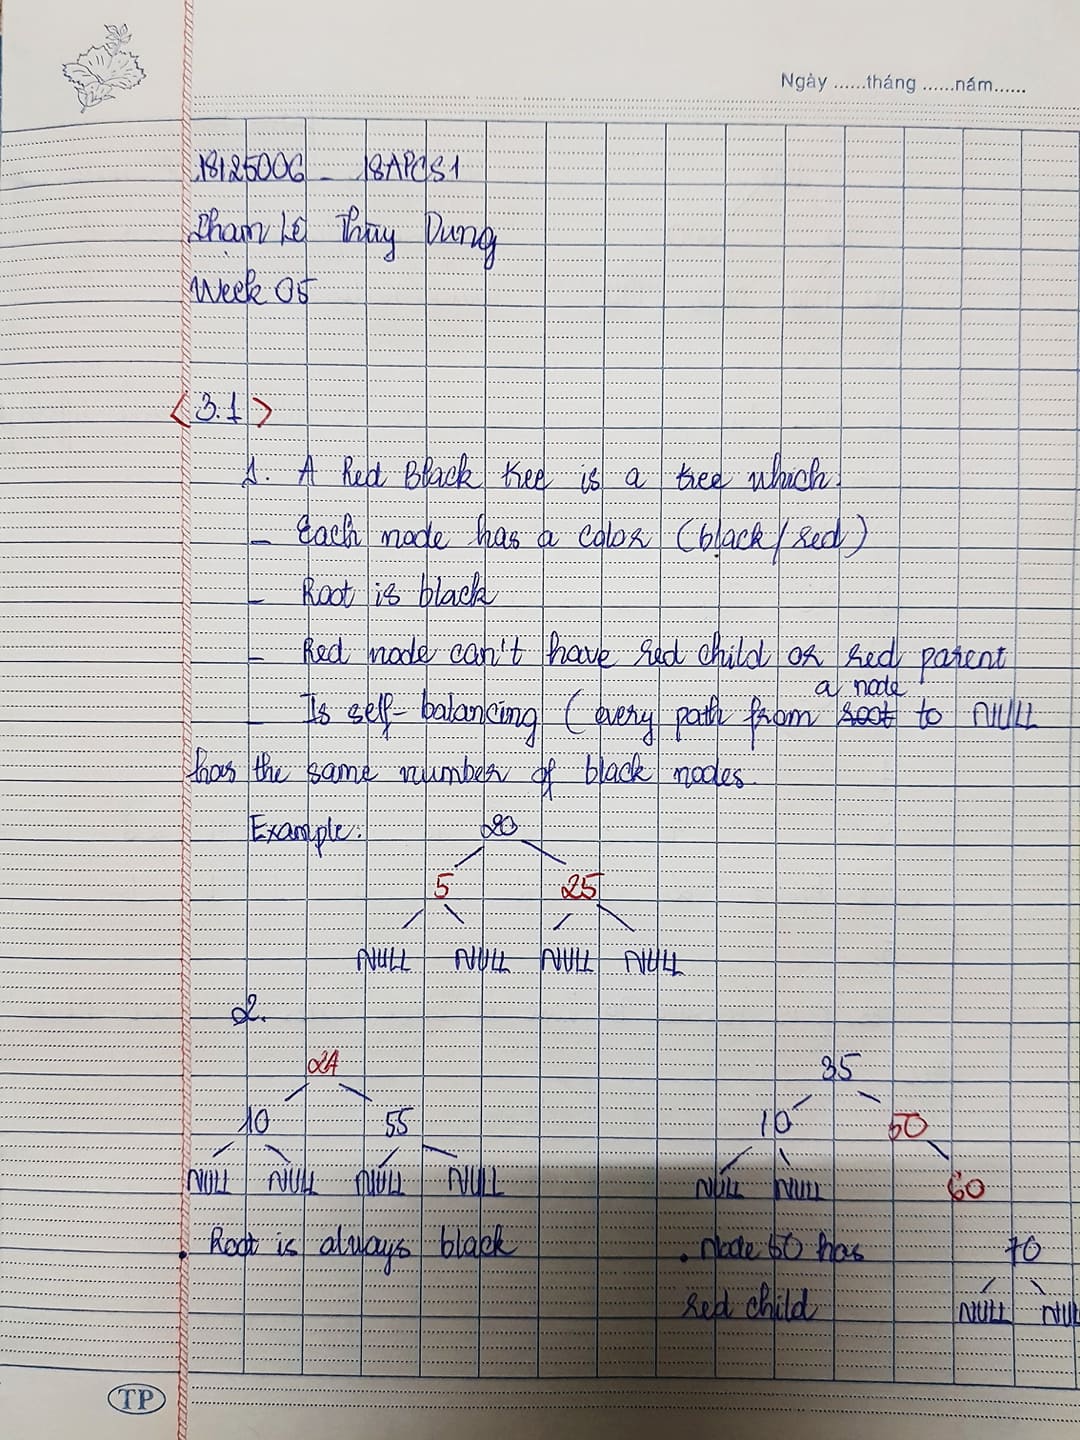 Ngày ......tháng ......năm......
18125006 - 18APCS1
Phạm Lê Thùy Dung
Week 05
<3.1>
1. A Red Black tree is a tree which:
- Each node has a color (black/red)
- Root is black
- Red node can't have red child or red parent
a node
- Is self-balancing (every path from root to NULL
has the same number of black nodes.
Example: 20
5 25
NULL NULL NULL NULL
2.
24 35
10 55 10 50
NULL NULL NULL NULL NULL NULL 60
. Root is always black . Node 50 has 70
red child NULL NUL
TP